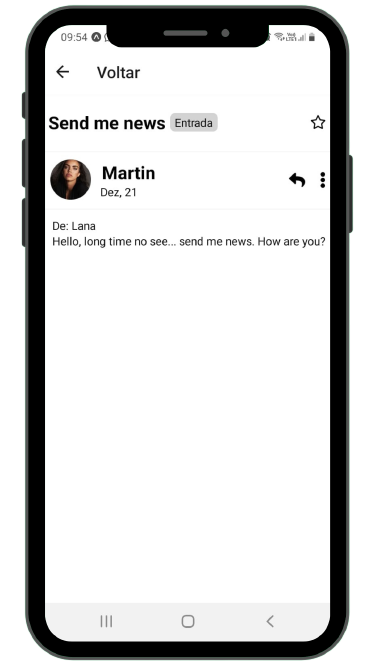 09:54
Voltar
Send me news Entrada
Martin
Dez, 21
De: Lana
Hello, long time no see... send me news. How are you?